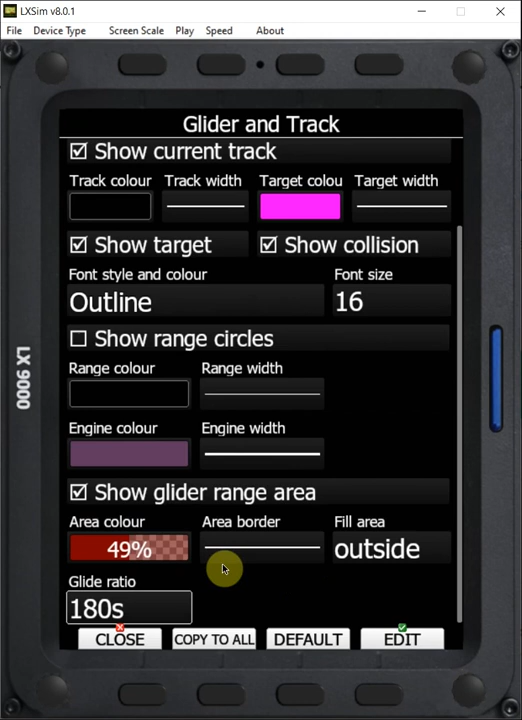 LXSim v8.0.1
File Device Type Screen Scale Play Speed About
Glider and Track
Show current track
Track colour Track width Target colou Target width
Show target Show collision
Font style and colour Font size
Outline 16
Show range circles
Range colour Range width
Engine colour Engine width
Show glider range area
Area colour Area border Fill area
49% outside
Glide ratio
180s
CLOSE COPY TO ALL DEFAULT EDIT
LX 9000